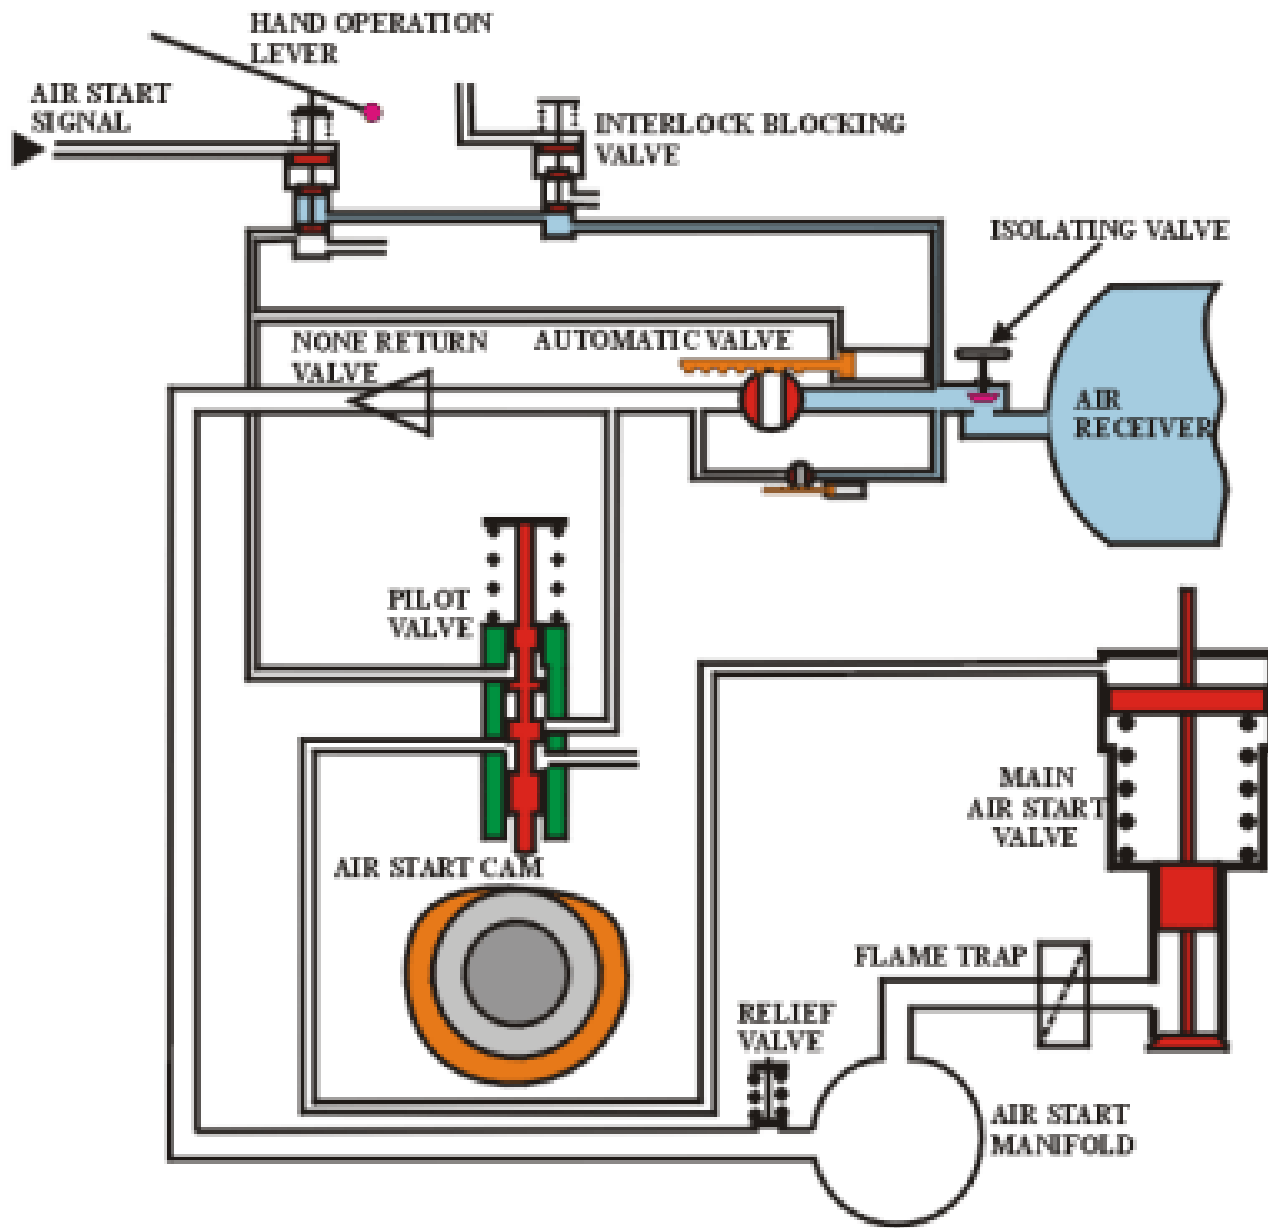 HAND OPERATION
LEVER
AIR START
SIGNAL
INTERLOCK BLOCKING
VALVE
ISOLATING VALVE
NONE RETURN
VALVE
AUTOMATIC VALVE
AIR
RECEIVER
PILOT
VALVE
MAIN
AIR START
VALVE
AIR START CAM
FLAME TRAP
RELIEF
VALVE
AIR START
MANIFOLD